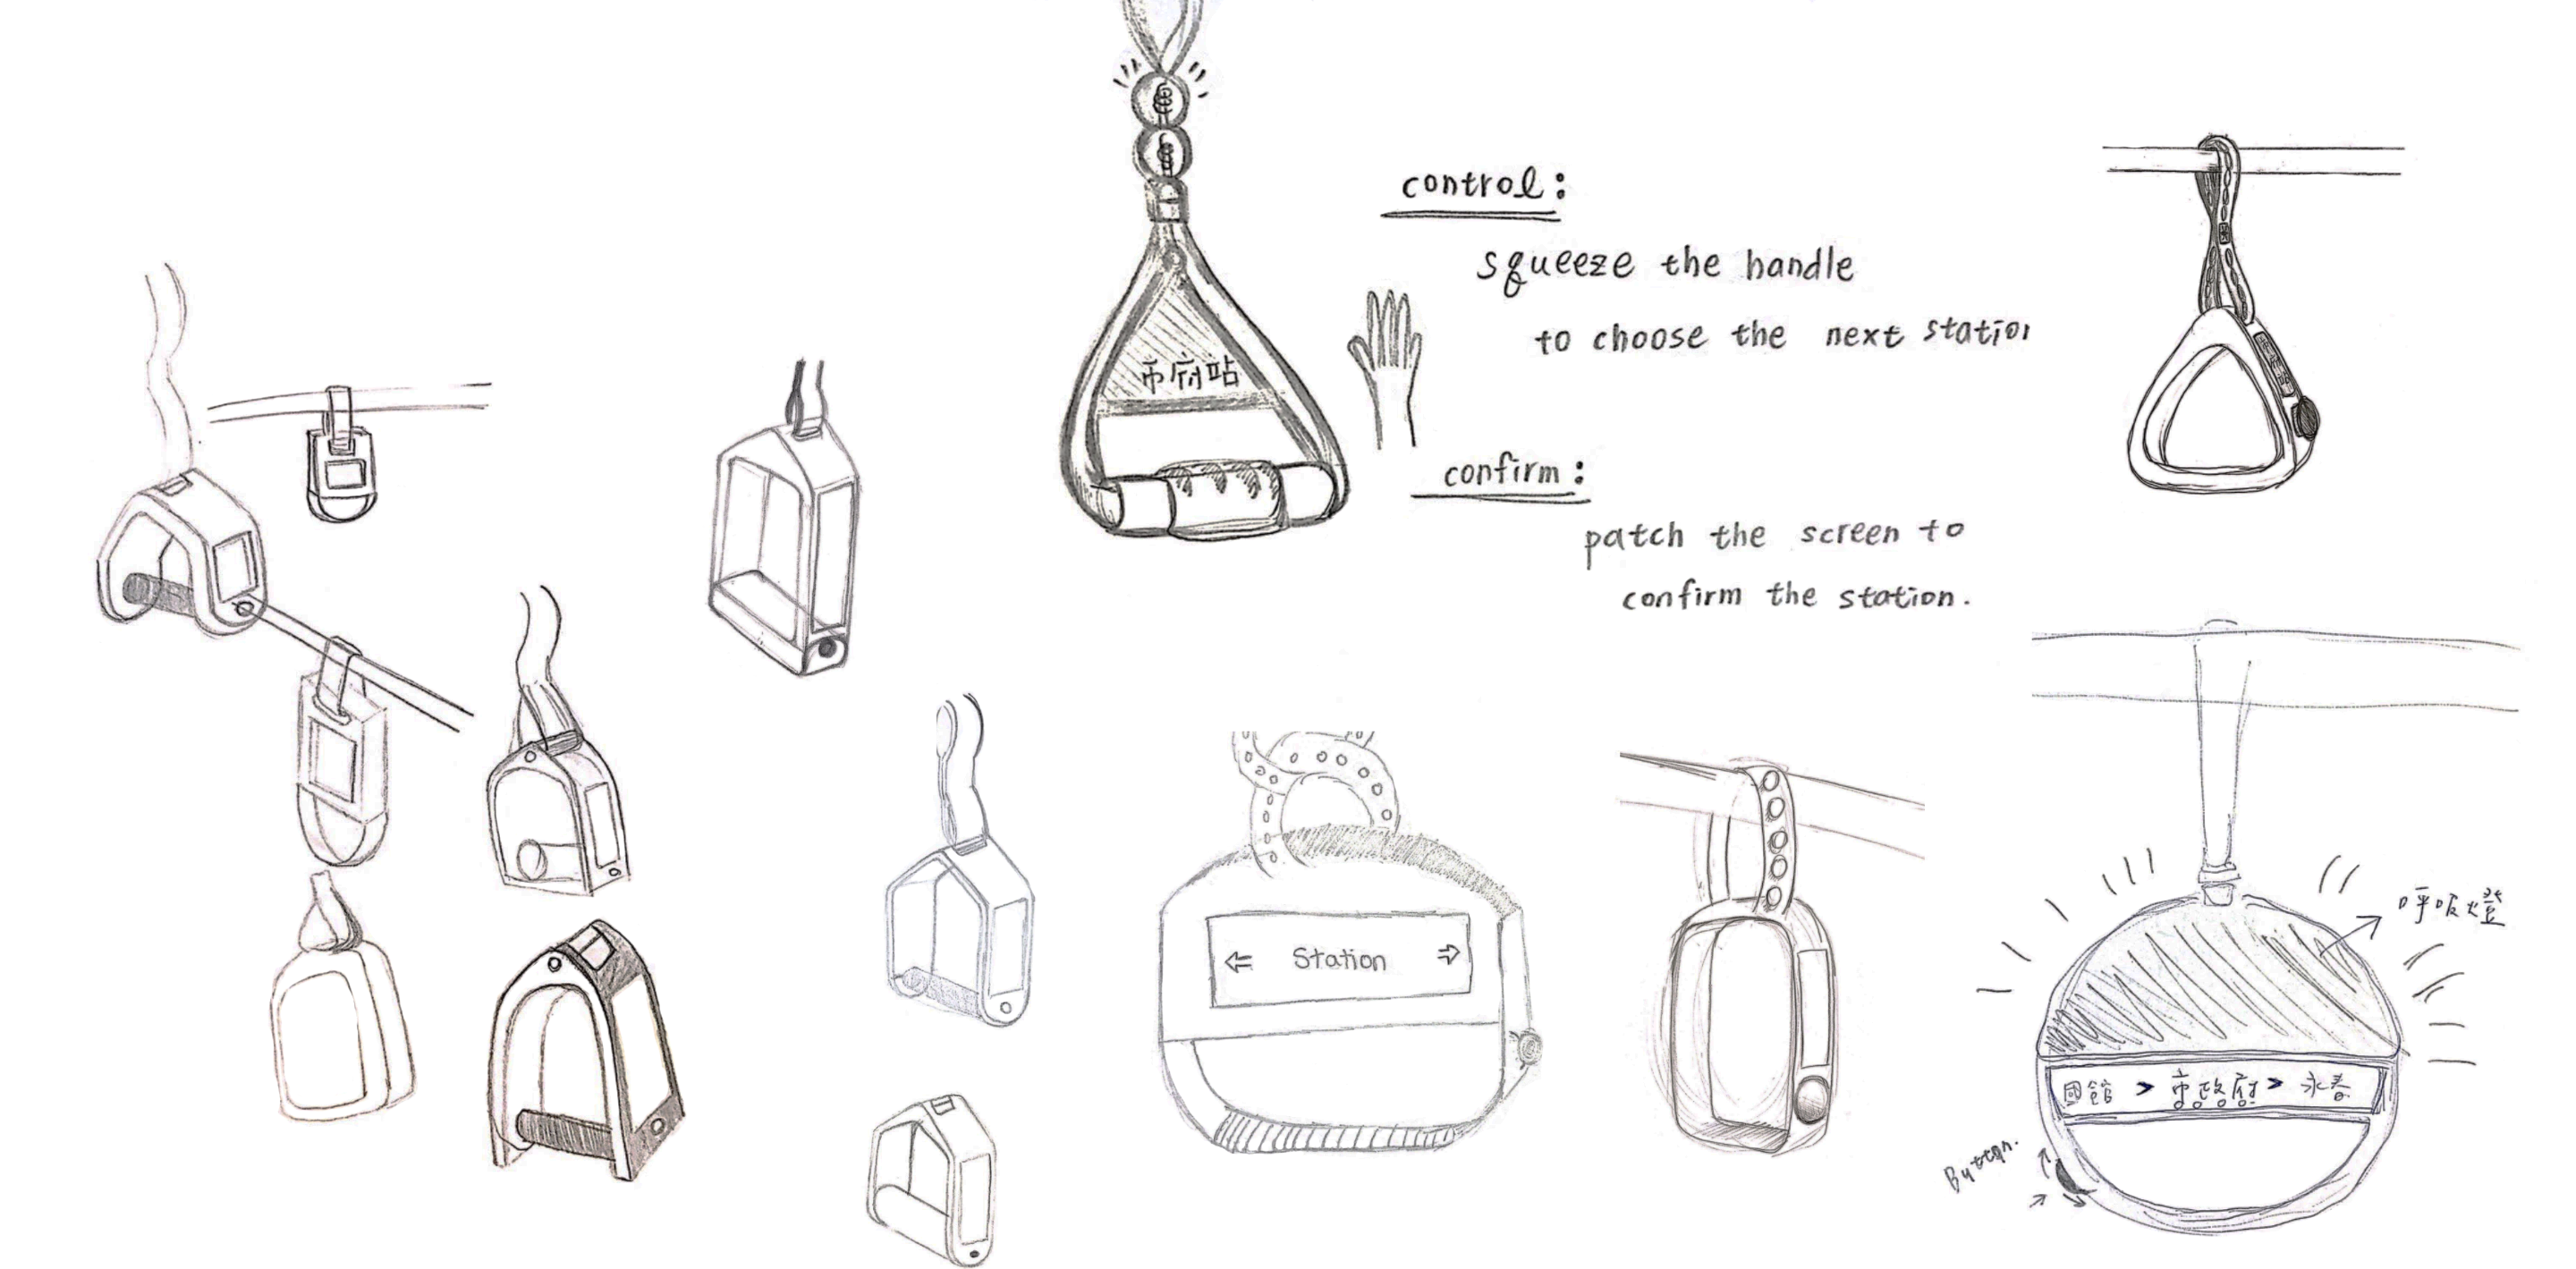 control:
squeeze the handle
to choose the next station
市府站
confirm:
patch the screen to
confirm the station.
← Station →
呼吸燈
國館 > 市政府 > 永春
Button.